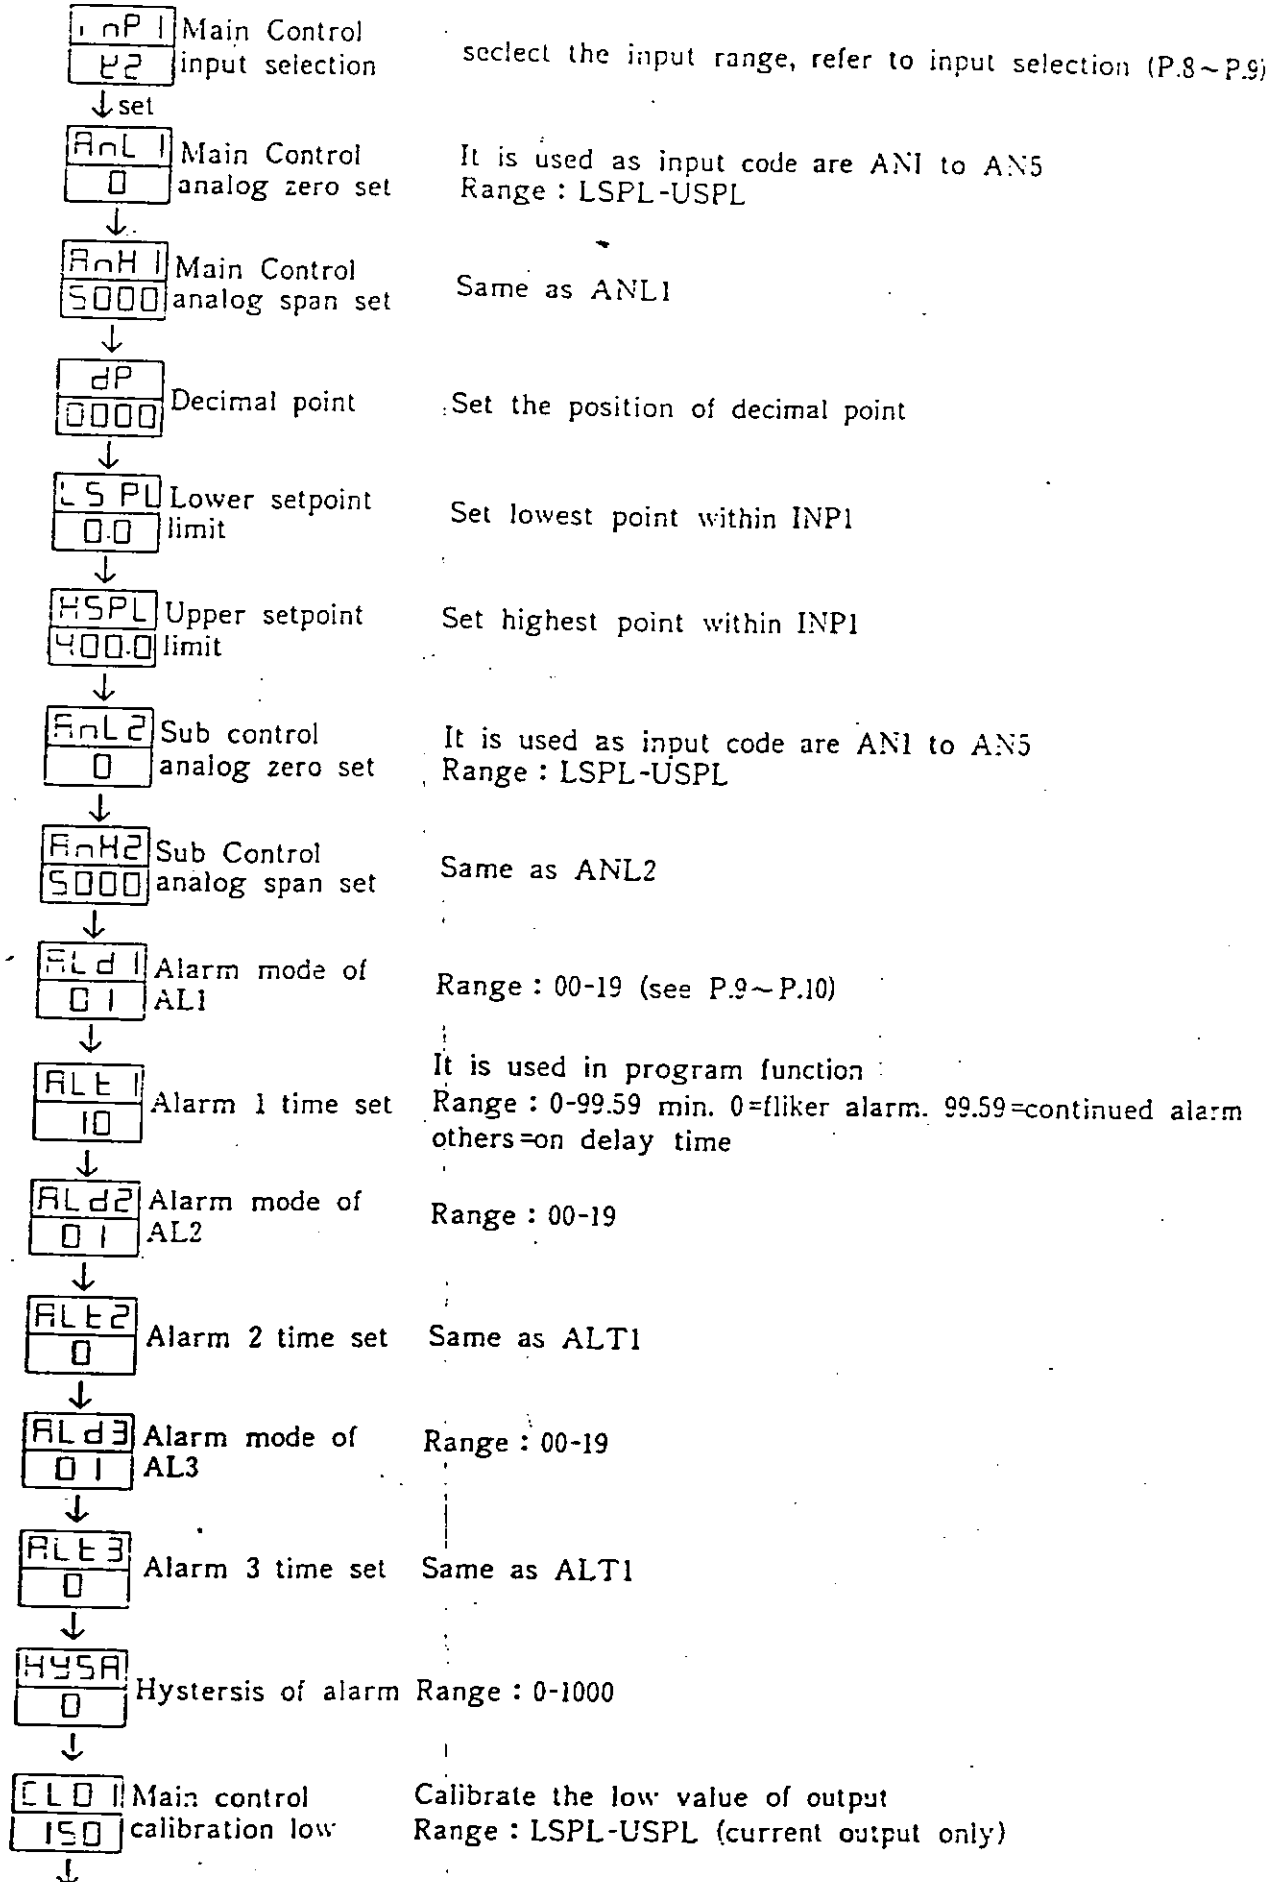 inP1 Main Control
K2 input selection seclect the input range, refer to input selection (P.8~P.9)
↓ set
AnL1 Main Control It is used as input code are AN1 to AN5
0 analog zero set Range : LSPL-USPL
↓
AnH1 Main Control
5000 analog span set Same as ANL1
↓
dP
0000 Decimal point Set the position of decimal point
↓
LSPL Lower setpoint
0.0 limit Set lowest point within INP1
↓
HSPL Upper setpoint Set highest point within INP1
400.0 limit
↓
AnL2 Sub control It is used as input code are AN1 to AN5
0 analog zero set Range : LSPL-USPL
↓
AnH2 Sub Control
5000 analog span set Same as ANL2
↓
ALd1 Alarm mode of
01 AL1 Range : 00-19 (see P.9~P.10)
↓
It is used in program function
ALt1 Alarm 1 time set Range : 0-99.59 min. 0=fliker alarm. 99.59=continued alarm
10 others=on delay time
↓
ALd2 Alarm mode of
01 AL2 Range : 00-19
↓
ALt2
0 Alarm 2 time set Same as ALT1
↓
ALd3 Alarm mode of Range : 00-19
01 AL3
↓
ALt3
0 Alarm 3 time set Same as ALT1
↓
HYSA
0 Hystersis of alarm Range : 0-1000
↓
CLO1 Main control Calibrate the low value of output
150 calibration low Range : LSPL-USPL (current output only)
↓